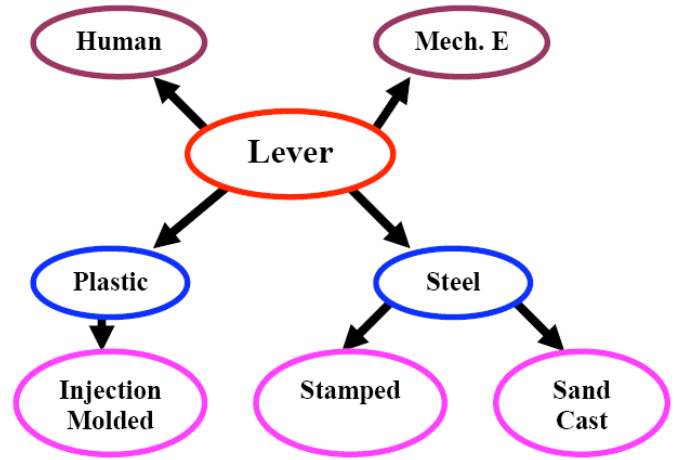 Human
Mech. E
Lever
Plastic
Steel
Injection
Molded
Stamped
Sand
Cast